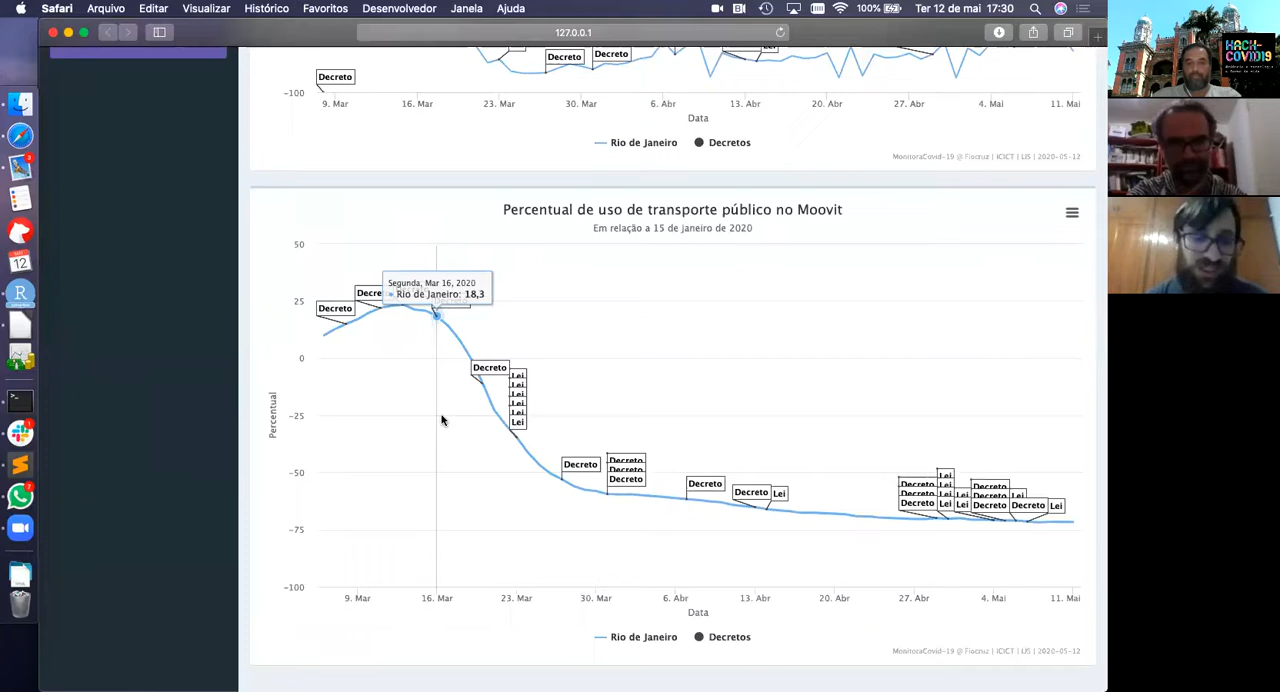 Safari Arquivo Editar Visualizar Histórico Favoritos Desenvolvedor Janela Ajuda 100% Ter 12 de mai 17:30
127.0.0.1
HACK-
COVID19
Decreto Decreto
Decreto
-100
9. Mar 16. Mar 23. Mar 30. Mar 6. Abr 13. Abr 20. Abr 27. Abr 4. Mai 11. Mai
Data
Rio de Janeiro Decretos
MonitoraCovid-19 @ Fiocruz | ICICT | LIS | 2020-05-12
Percentual de uso de transporte público no Moovit
Em relação a 15 de janeiro de 2020
50
Segunda, Mar 16, 2020
Rio de Janeiro: 18,3
25
Decreto
0
Decreto
Lei
Lei
Lei
Lei
Lei
Lei
-25
Percentual
Decreto
Decreto
Decreto
Decreto
-50
Decreto
Decreto Lei
Lei
Decreto Lei Decreto
Decreto Lei Lei Decreto Lei
Decreto Lei Lei Decreto Decreto Lei
-75
-100
9. Mar 16. Mar 23. Mar 30. Mar 6. Abr 13. Abr 20. Abr 27. Abr 4. Mai 11. Mai
Data
Rio de Janeiro Decretos
MonitoraCovid-19 @ Fiocruz | ICICT | LIS | 2020-05-12